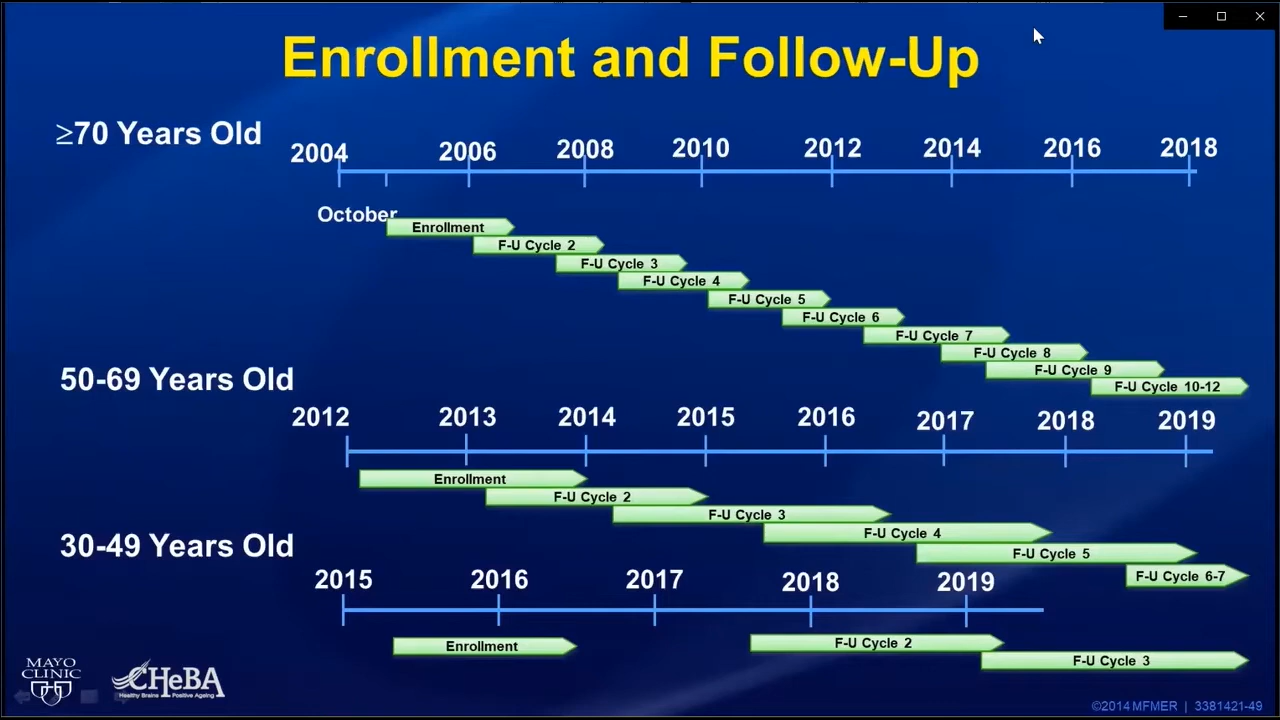 Enrollment and Follow-Up
≥70 Years Old
2004 2006 2008 2010 2012 2014 2016 2018
October
Enrollment
F-U Cycle 2
F-U Cycle 3
F-U Cycle 4
F-U Cycle 5
F-U Cycle 6
F-U Cycle 7
F-U Cycle 8
F-U Cycle 9
F-U Cycle 10-12
50-69 Years Old
2012 2013 2014 2015 2016 2017 2018 2019
Enrollment
F-U Cycle 2
F-U Cycle 3
F-U Cycle 4
F-U Cycle 5
F-U Cycle 6-7
30-49 Years Old
2015 2016 2017 2018 2019
Enrollment
F-U Cycle 2
F-U Cycle 3
MAYO
CLINIC
CHeBA
Healthy Brains Positive Ageing
©2014 MFMER | 3381421-49